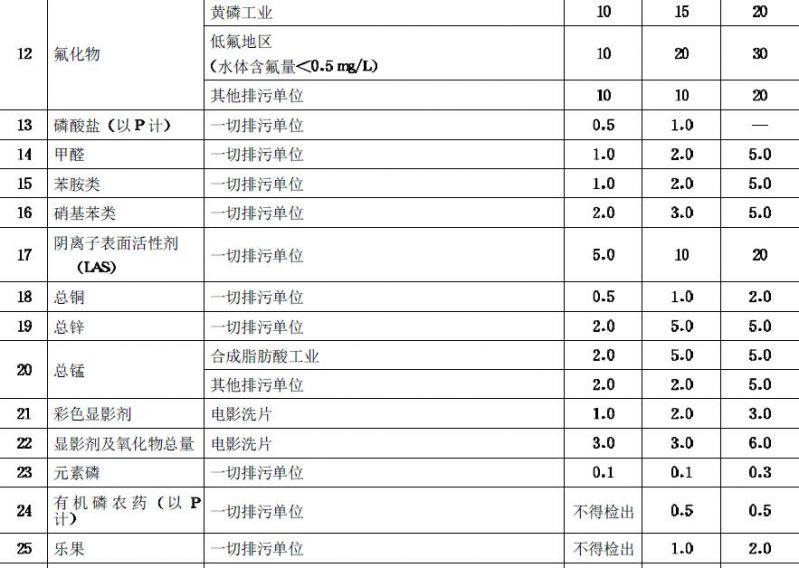 黄磷工业 10 15 20
12 氟化物 低氟地区
(水体含氟量<0.5 mg/L) 10 20 30
其他排污单位 10 10 20
13 磷酸盐(以P计) 一切排污单位 0.5 1.0 —
14 甲醛 一切排污单位 1.0 2.0 5.0
15 苯胺类 一切排污单位 1.0 2.0 5.0
16 硝基苯类 一切排污单位 2.0 3.0 5.0
17 阴离子表面活性剂
(LAS) 一切排污单位 5.0 10 20
18 总铜 一切排污单位 0.5 1.0 2.0
19 总锌 一切排污单位 2.0 5.0 5.0
20 总锰 合成脂肪酸工业 2.0 5.0 5.0
其他排污单位 2.0 2.0 5.0
21 彩色显影剂 电影洗片 1.0 2.0 3.0
22 显影剂及氧化物总量 电影洗片 3.0 3.0 6.0
23 元素磷 一切排污单位 0.1 0.1 0.3
24 有机磷农药(以P
计) 一切排污单位 不得检出 0.5 0.5
25 乐果 一切排污单位 不得检出 1.0 2.0